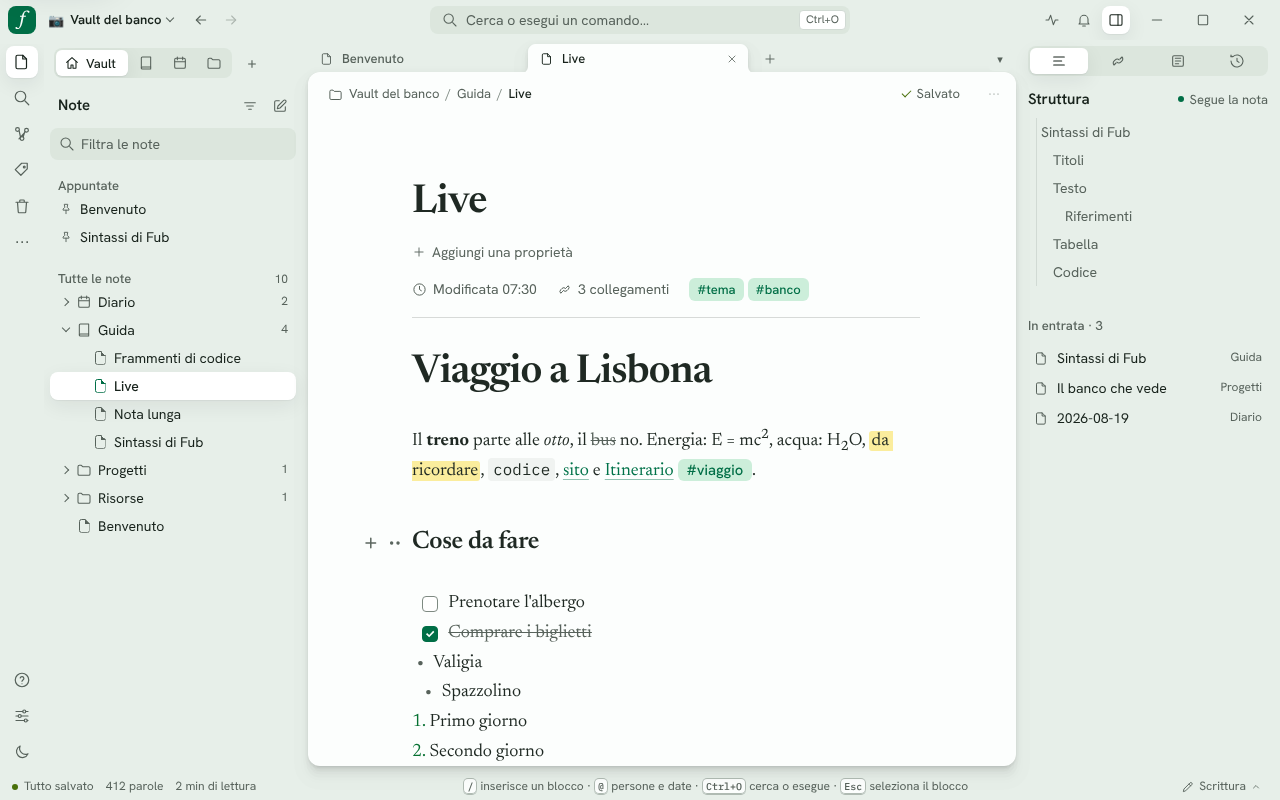 Vault del banco
Cerca o esegui un comando…
Ctrl+O
Vault
Note
Filtra le note
Appuntate
Benvenuto
Sintassi di Fub
Tutte le note 10
Diario 2
Guida 4
Frammenti di codice
Live
Nota lunga
Sintassi di Fub
Progetti 1
Risorse 1
Benvenuto
Benvenuto
Live
Vault del banco / Guida / Live
Salvato
Live
Aggiungi una proprietà
Modificata 07:30
3 collegamenti
#tema
#banco
Viaggio a Lisbona
Il treno parte alle otto, il bus no. Energia: E = mc2, acqua: H2O, da
ricordare, codice, sito e Itinerario #viaggio.
Cose da fare
Prenotare l'albergo
Comprare i biglietti
• Valigia
• Spazzolino
1. Primo giorno
2. Secondo giorno
Struttura
Segue la nota
Sintassi di Fub
Titoli
Testo
Riferimenti
Tabella
Codice
In entrata · 3
Sintassi di Fub Guida
Il banco che vede Progetti
2026-08-19 Diario
Tutto salvato 412 parole 2 min di lettura
/ inserisce un blocco · @ persone e date · Ctrl+O cerca o esegue · Esc seleziona il blocco
Scrittura